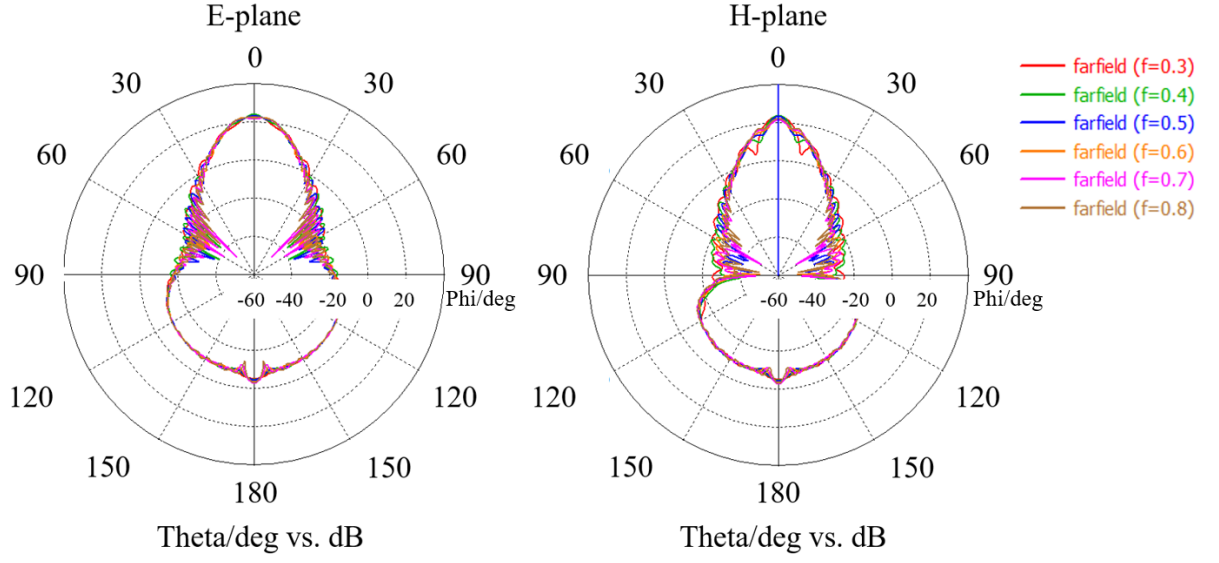 E-plane
0
30
30
60
60
90
90
-60 -40 -20 0 20
Phi/deg
120
120
150
150
180
Theta/deg vs. dB
H-plane
0
30
30
60
60
90
90
-60 -40 -20 0 20
Phi/deg
120
120
150
150
180
Theta/deg vs. dB
farfield (f=0.3)
farfield (f=0.4)
farfield (f=0.5)
farfield (f=0.6)
farfield (f=0.7)
farfield (f=0.8)